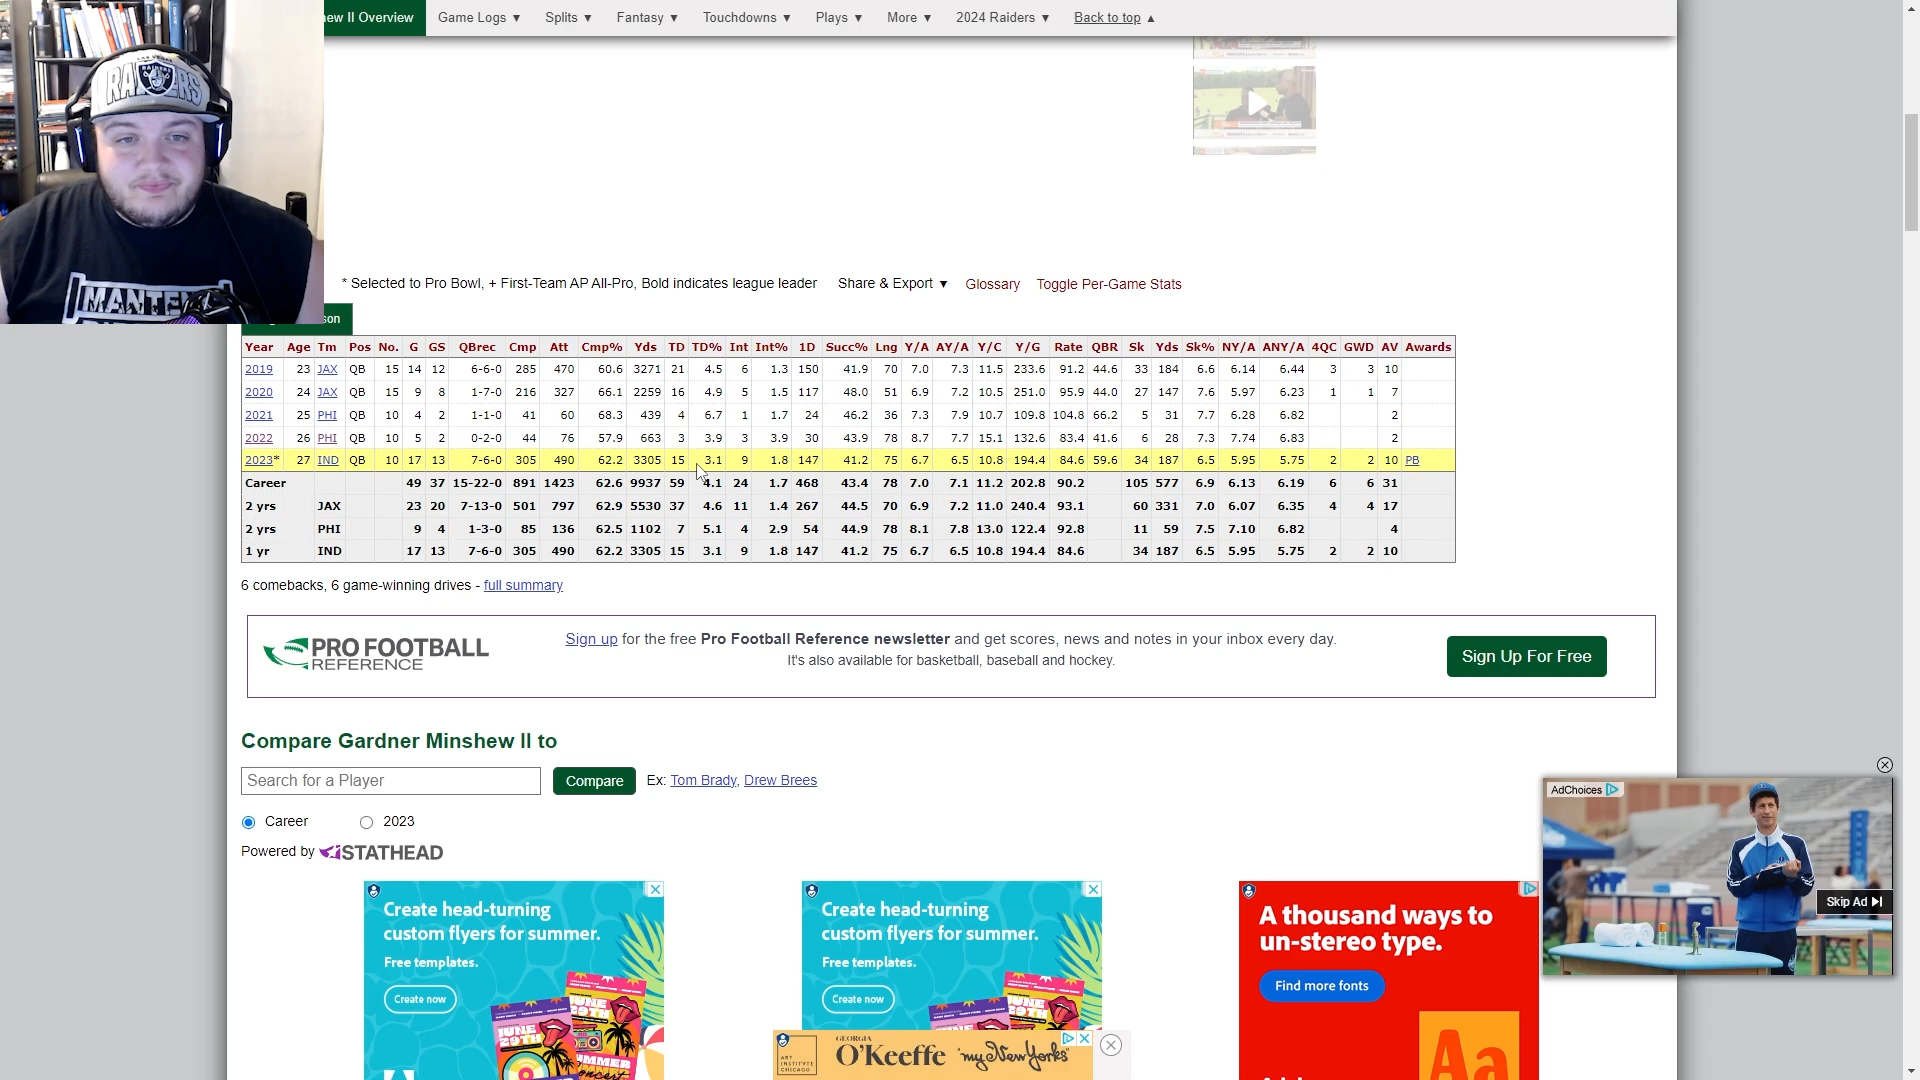 new II Overview Game Logs ▼ Splits ▼ Fantasy ▼ Touchdowns ▼ Plays ▼ More ▼ 2024 Raiders ▼ Back to top ▲
RAIDERS
* Selected to Pro Bowl, + First-Team AP All-Pro, Bold indicates league leader Share & Export ▼ Glossary Toggle Per-Game Stats
Year Age Tm Pos No. G GS QBrec Cmp Att Cmp% Yds TD TD% Int Int% 1D Succ% Lng Y/A AY/A Y/C Y/G Rate QBR Sk Yds Sk% NY/A ANY/A 4QC GWD AV Awards
2019 23 JAX QB 15 14 12 6-6-0 285 470 60.6 3271 21 4.5 6 1.3 150 41.9 70 7.0 7.3 11.5 233.6 91.2 44.6 33 184 6.6 6.14 6.44 3 3 10
2020 24 JAX QB 15 9 8 1-7-0 216 327 66.1 2259 16 4.9 5 1.5 117 48.0 51 6.9 7.2 10.5 251.0 95.9 44.0 27 147 7.6 5.97 6.23 1 1 7
2021 25 PHI QB 10 4 2 1-1-0 41 60 68.3 439 4 6.7 1 1.7 24 46.2 36 7.3 7.9 10.7 109.8 104.8 66.2 5 31 7.7 6.28 6.82 2
2022 26 PHI QB 10 5 2 0-2-0 44 76 57.9 663 3 3.9 3 3.9 30 43.9 78 8.7 7.7 15.1 132.6 83.4 41.6 6 28 7.3 7.74 6.83 2
2023* 27 IND QB 10 17 13 7-6-0 305 490 62.2 3305 15 3.1 9 1.8 147 41.2 75 6.7 6.5 10.8 194.4 84.6 59.6 34 187 6.5 5.95 5.75 2 2 10 PB
Career 49 37 15-22-0 891 1423 62.6 9937 59 4.1 24 1.7 468 43.4 78 7.0 7.1 11.2 202.8 90.2 105 577 6.9 6.13 6.19 6 6 31
2 yrs JAX 23 20 7-13-0 501 797 62.9 5530 37 4.6 11 1.4 267 44.5 70 6.9 7.2 11.0 240.4 93.1 60 331 7.0 6.07 6.35 4 4 17
2 yrs PHI 9 4 1-3-0 85 136 62.5 1102 7 5.1 4 2.9 54 44.9 78 8.1 7.8 13.0 122.4 92.8 11 59 7.5 7.10 6.82 4
1 yr IND 17 13 7-6-0 305 490 62.2 3305 15 3.1 9 1.8 147 41.2 75 6.7 6.5 10.8 194.4 84.6 34 187 6.5 5.95 5.75 2 2 10
6 comebacks, 6 game-winning drives - full summary
PRO FOOTBALL
REFERENCE
Sign up for the free Pro Football Reference newsletter and get scores, news and notes in your inbox every day.
It's also available for basketball, baseball and hockey.
Sign Up For Free
Compare Gardner Minshew II to
Search for a Player Compare Ex: Tom Brady, Drew Brees
Career 2023
Powered by STATHEAD
AdChoices
Skip Ad
Create head-turning
custom flyers for summer.
Free templates.
Create now
JUNE
29TH
Create head-turning
custom flyers for summer.
Free templates.
Create now
JUNE
GEORGIA
O'Keeffe "my New Yorks"
ART
INSTITVTE
CHICAGO
A thousand ways to
un-stereo type.
Find more fonts
Aa